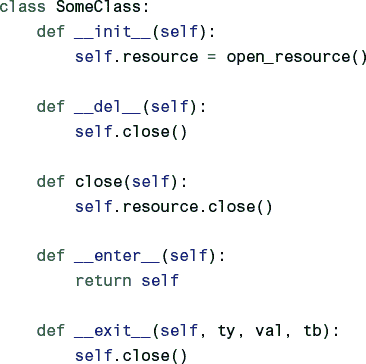 class SomeClass:
    def __init__(self):
        self.resource = open_resource()

    def __del__(self):
        self.close()

    def close(self):
        self.resource.close()

    def __enter__(self):
        return self

    def __exit__(self, ty, val, tb):
        self.close()